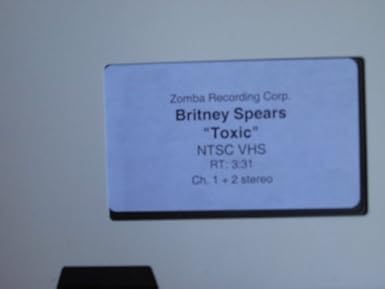 Zomba Recording Corp.
Britney Spears
"Toxic"
NTSC VHS
RT: 3:31
Ch. 1 + 2 stereo